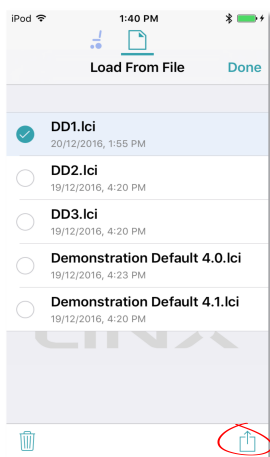 iPod 1:40 PM
Load From File Done
DD1.lci
20/12/2016, 1:55 PM
DD2.lci
19/12/2016, 4:20 PM
DD3.lci
19/12/2016, 4:20 PM
Demonstration Default 4.0.lci
19/12/2016, 4:23 PM
Demonstration Default 4.1.lci
19/12/2016, 4:20 PM
LINX